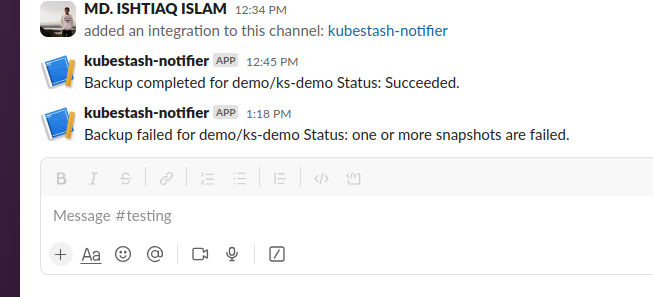 MD. ISHTIAQ ISLAM 12:34 PM
added an integration to this channel: kubestash-notifier
kubestash-notifier APP 12:45 PM
Backup completed for demo/ks-demo Status: Succeeded.
kubestash-notifier APP 1:18 PM
Backup failed for demo/ks-demo Status: one or more snapshots are failed.
B I S
Message #testing
Aa